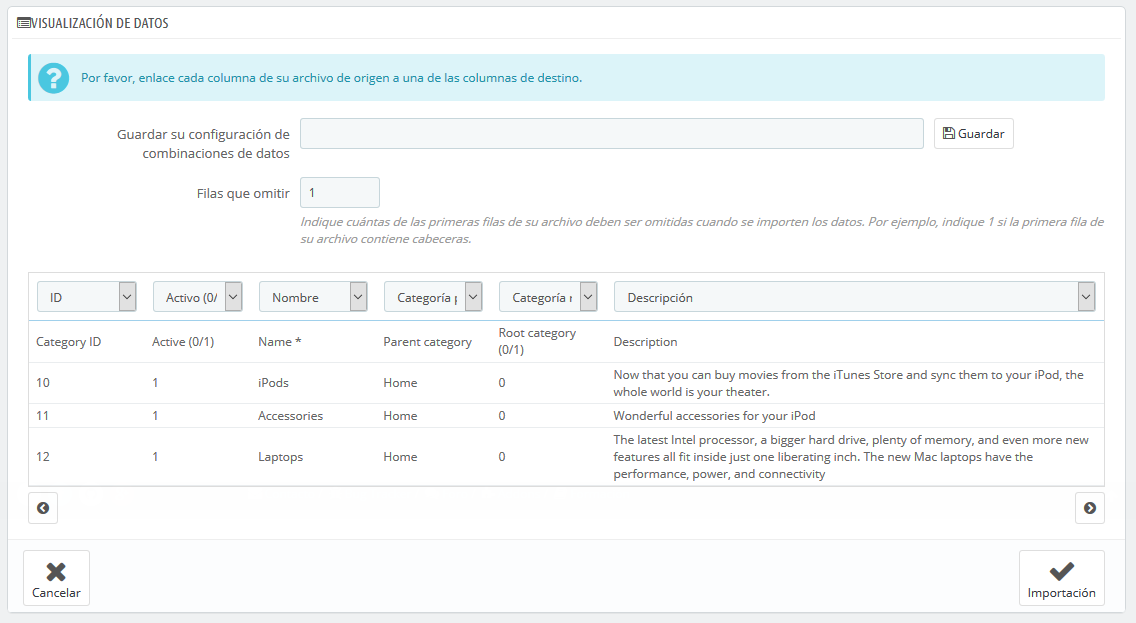 VISUALIZACIÓN DE DATOS
?
Por favor, enlace cada columna de su archivo de origen a una de las columnas de destino.
Guardar su configuración de
combinaciones de datos
Guardar
Filas que omitir
1
Indique cuántas de las primeras filas de su archivo deben ser omitidas cuando se importen los datos. Por ejemplo, indique 1 si la primera fila de
su archivo contiene cabeceras.
ID Activo (0/ Nombre Categoría Categoría Descripción
Category ID Active (0/1) Name * Parent category Root category
(0/1) Description
10 1 iPods Home 0 Now that you can buy movies from the iTunes Store and sync them to your iPod, the
whole world is your theater.
11 1 Accessories Home 0 Wonderful accessories for your iPod
12 1 Laptops Home 0 The latest Intel processor, a bigger hard drive, plenty of memory, and even more new
features all fit inside just one liberating inch. The new Mac laptops have the
performance, power, and connectivity
Cancelar
Importación